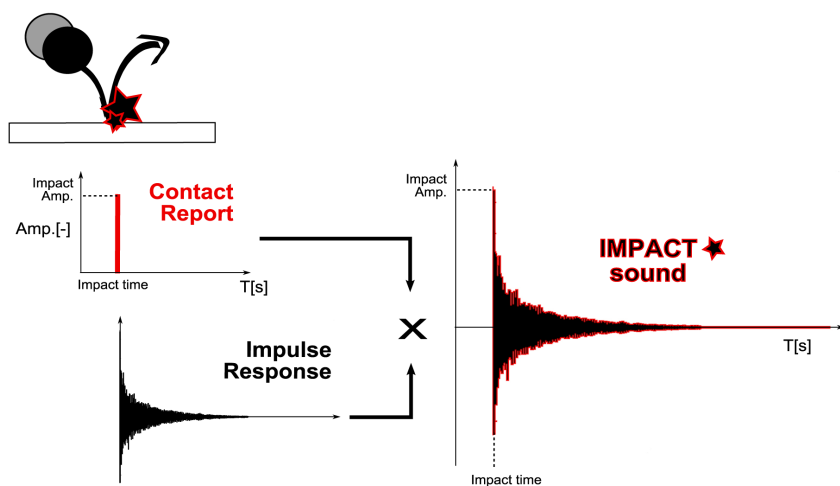 Impact
Amp.
Contact
Report
Amp.[-]
Impact time
T[s]
Impulse
Response
X
Impact
Amp.
IMPACT
sound
T[s]
Impact time